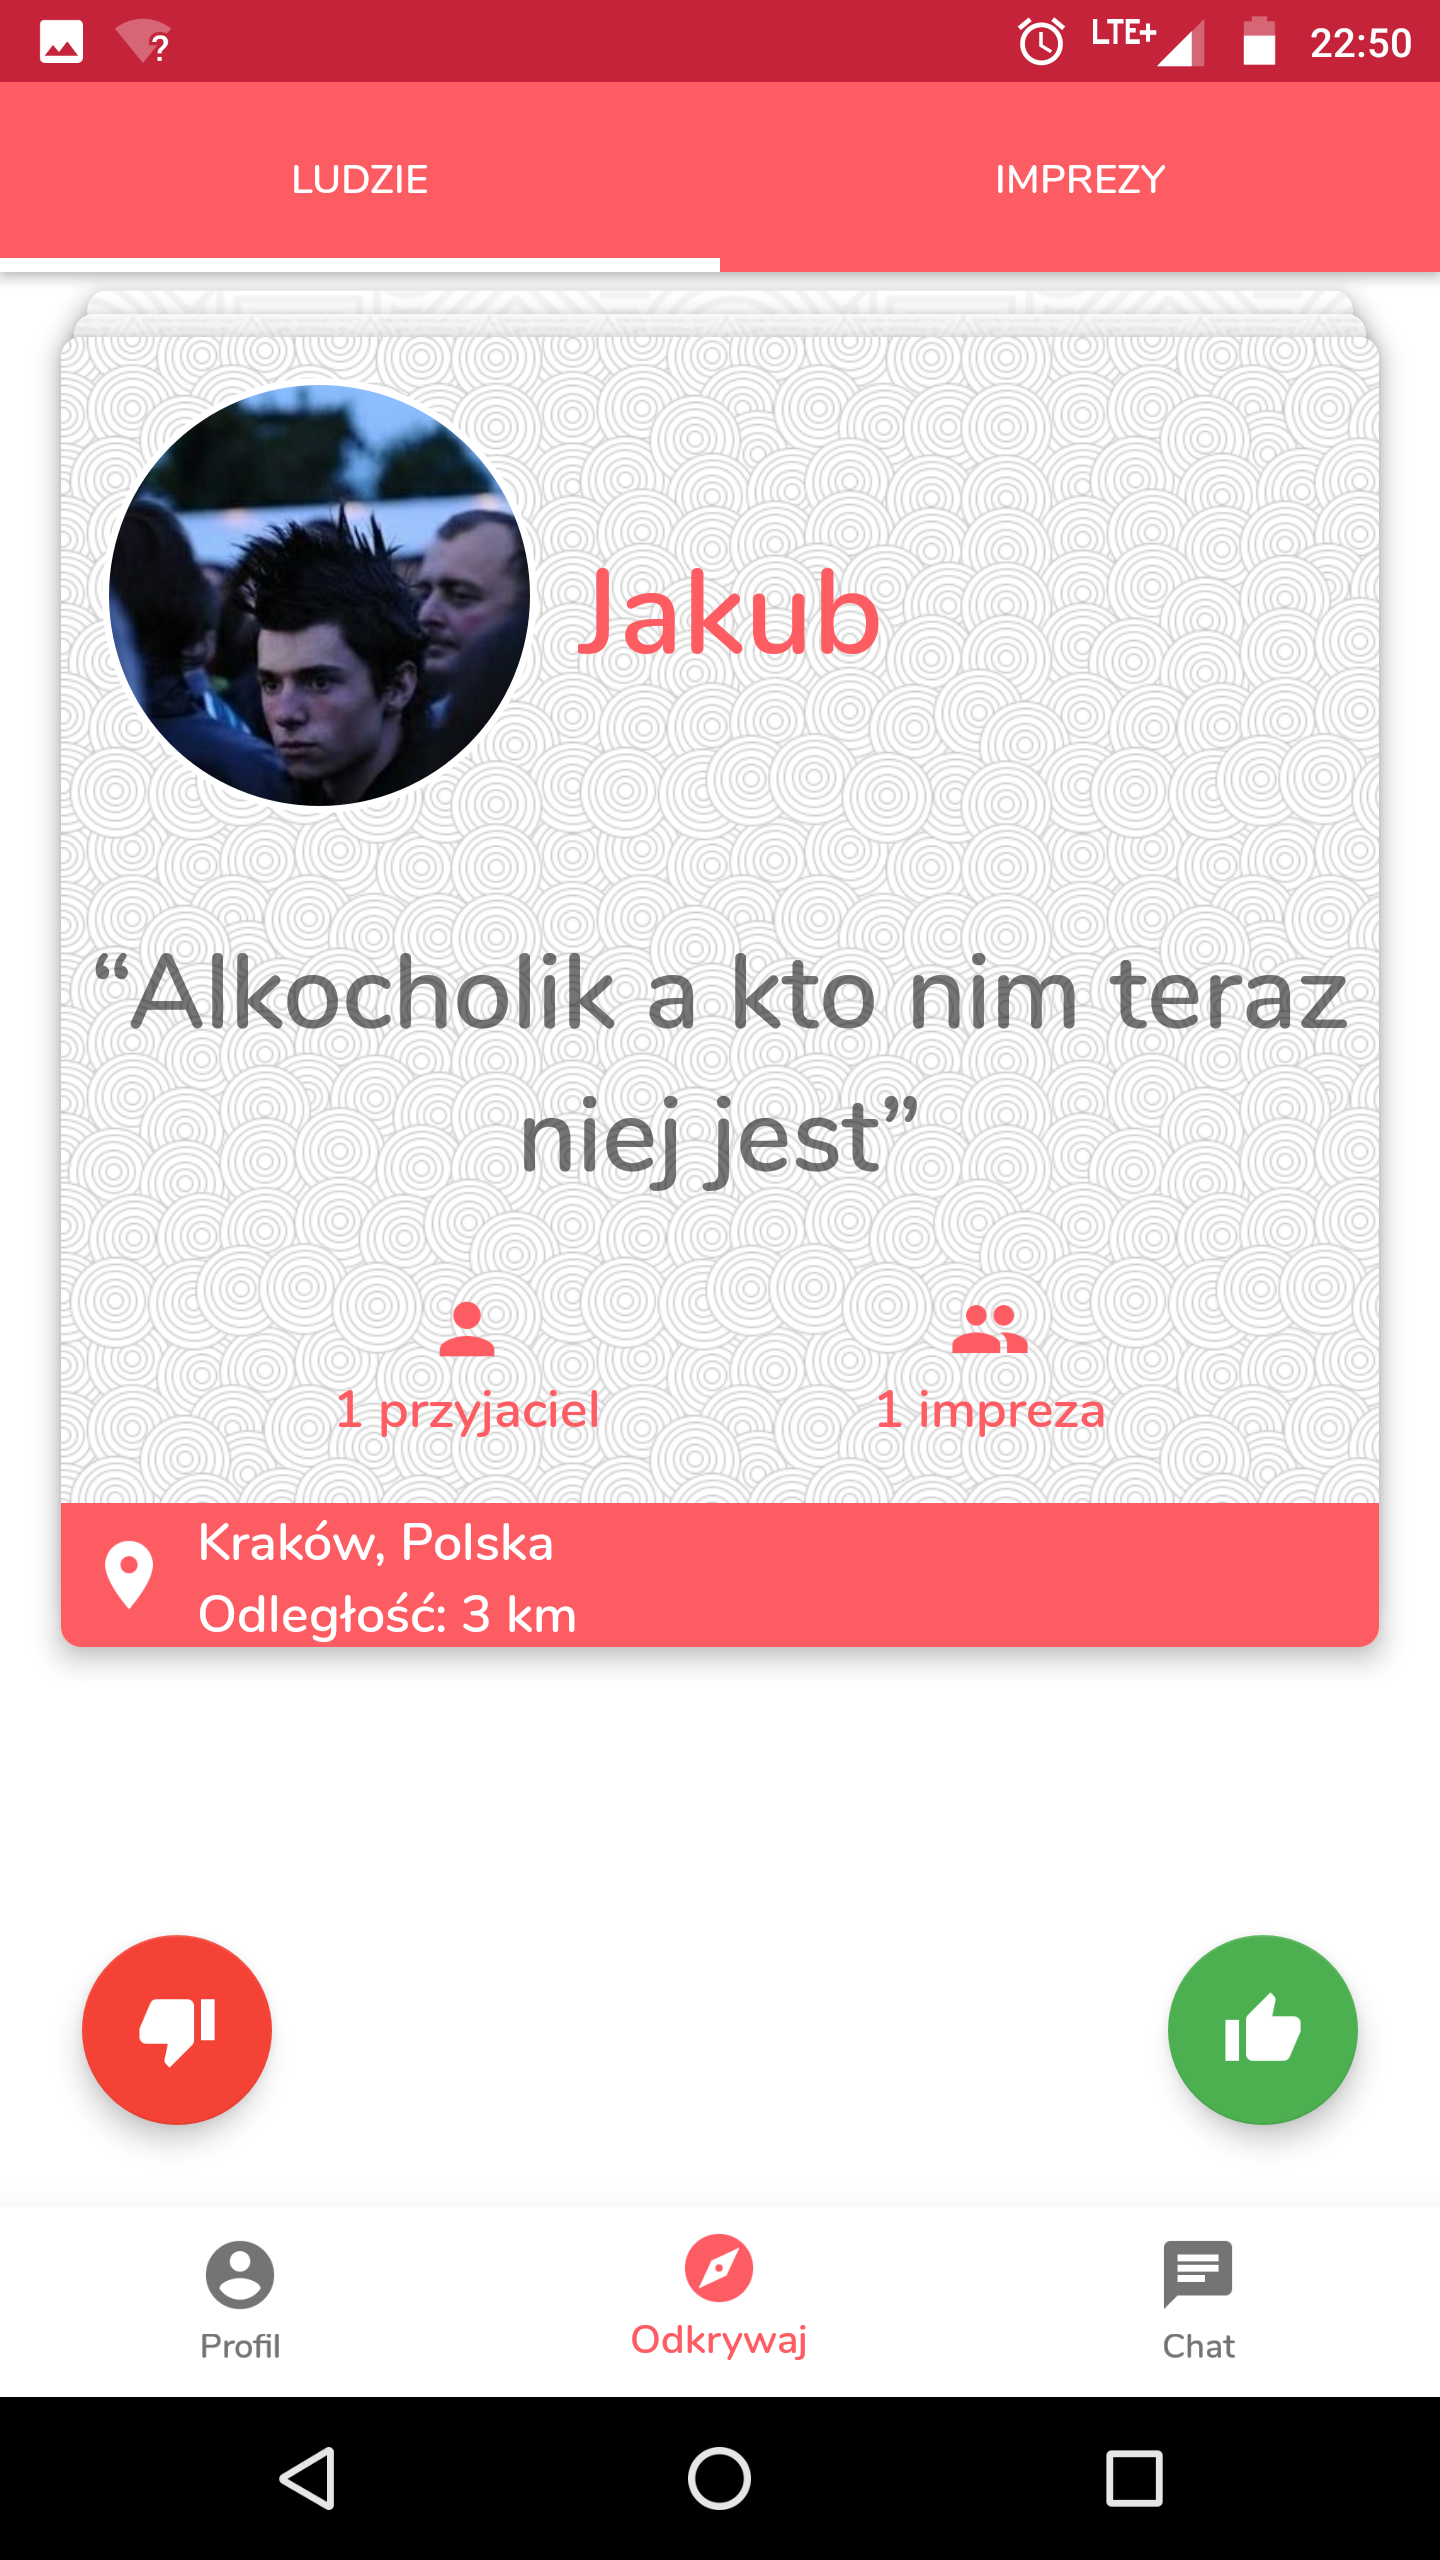 LTE+ 22:50
LUDZIE IMPREZY
Jakub
“Alkocholik a kto nim teraz
niej jest”
1 przyjaciel 1 impreza
Kraków, Polska
Odległość: 3 km
Profil Odkrywaj Chat